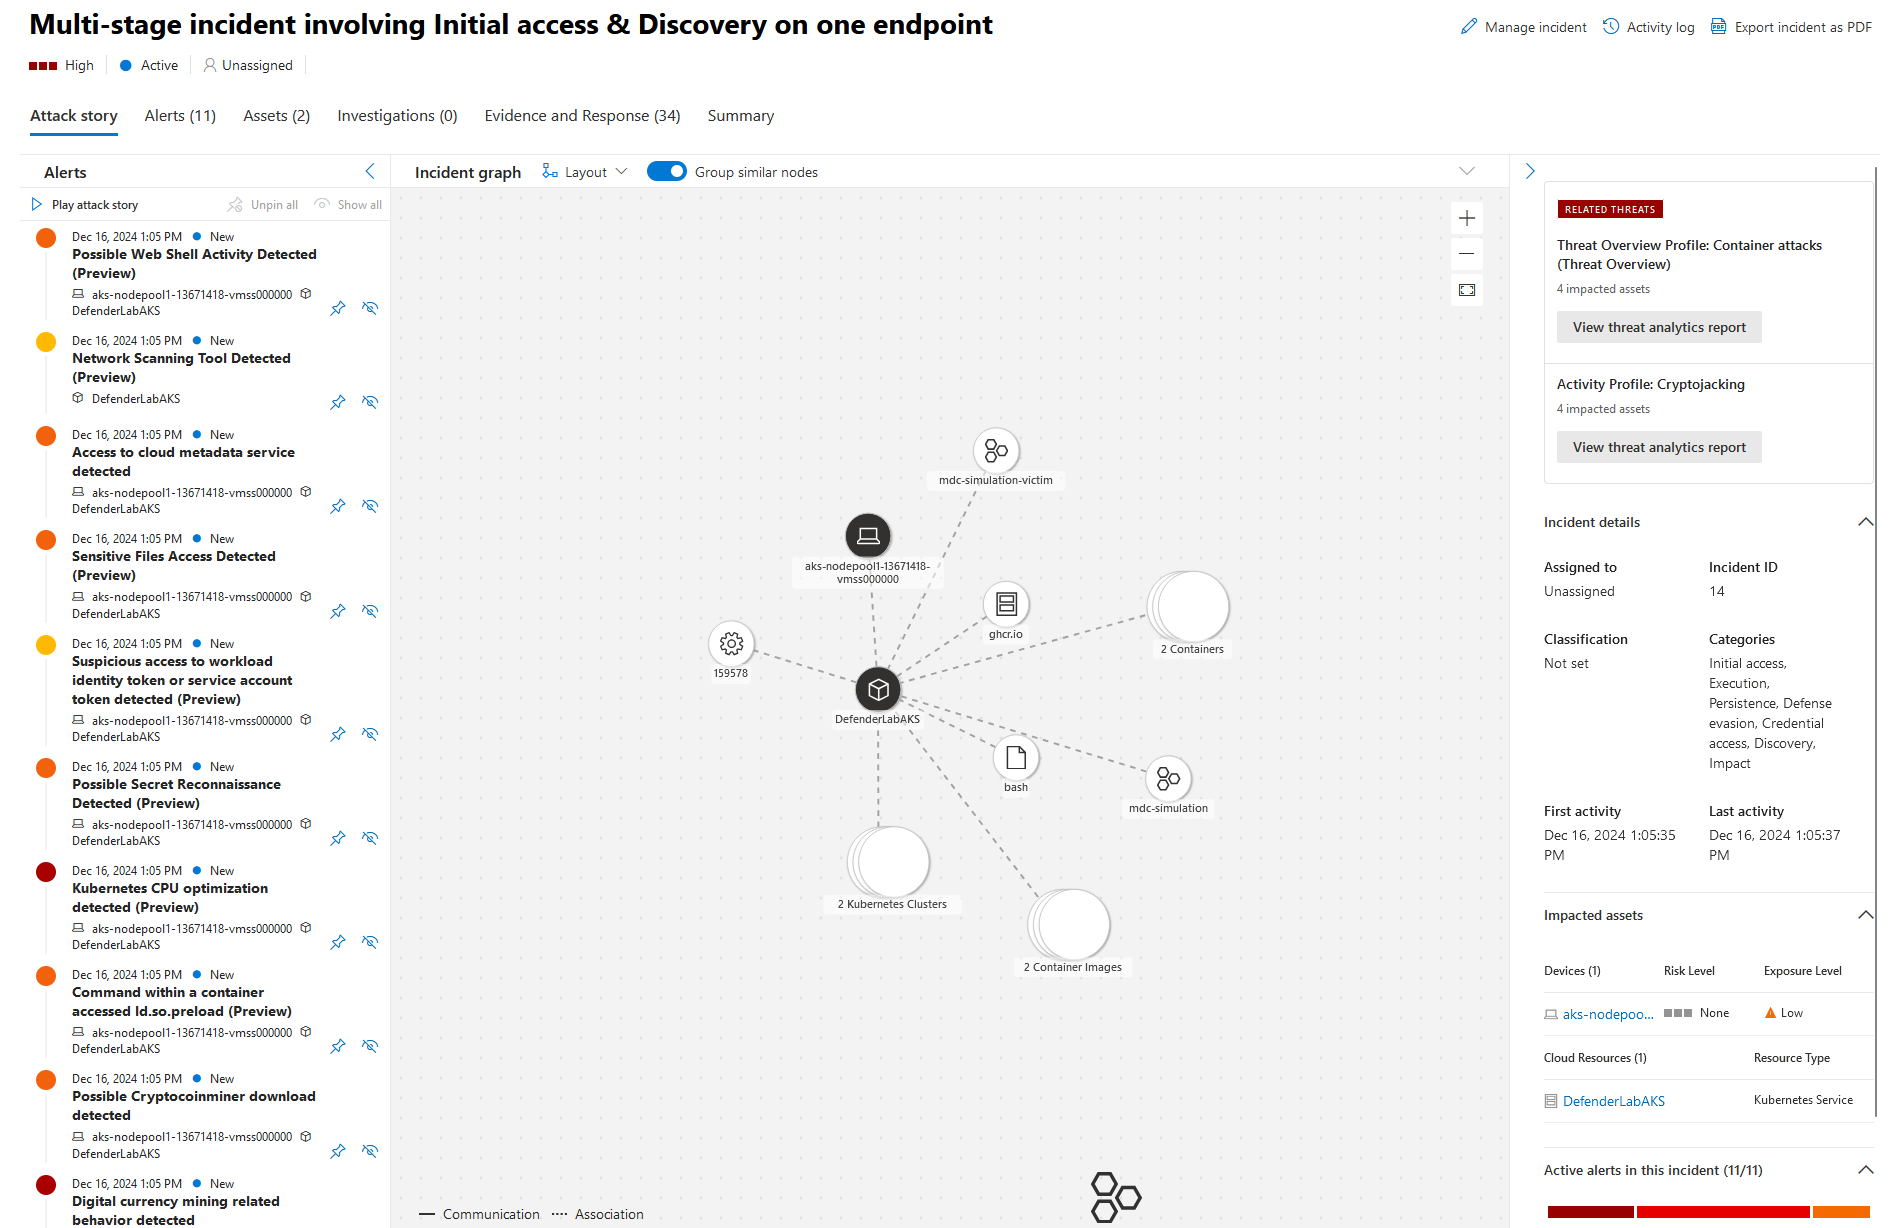 Multi-stage incident involving Initial access & Discovery on one endpoint
Manage incident
Activity log
Export incident as PDF
High
Active
Unassigned
Attack story
Alerts (11)
Assets (2)
Investigations (0)
Evidence and Response (34)
Summary
Alerts
Play attack story
Unpin all
Show all
Dec 16, 2024 1:05 PM New
Possible Web Shell Activity Detected
(Preview)
aks-nodepool1-13671418-vmss000000
DefenderLabAKS
Dec 16, 2024 1:05 PM New
Network Scanning Tool Detected
(Preview)
DefenderLabAKS
Dec 16, 2024 1:05 PM New
Access to cloud metadata service
detected
aks-nodepool1-13671418-vmss000000
DefenderLabAKS
Dec 16, 2024 1:05 PM New
Sensitive Files Access Detected
(Preview)
aks-nodepool1-13671418-vmss000000
DefenderLabAKS
Dec 16, 2024 1:05 PM New
Suspicious access to workload
identity token or service account
token detected (Preview)
aks-nodepool1-13671418-vmss000000
DefenderLabAKS
Dec 16, 2024 1:05 PM New
Possible Secret Reconnaissance
Detected (Preview)
aks-nodepool1-13671418-vmss000000
DefenderLabAKS
Dec 16, 2024 1:05 PM New
Kubernetes CPU optimization
detected (Preview)
aks-nodepool1-13671418-vmss000000
DefenderLabAKS
Dec 16, 2024 1:05 PM New
Command within a container
accessed ld.so.preload (Preview)
aks-nodepool1-13671418-vmss000000
DefenderLabAKS
Dec 16, 2024 1:05 PM New
Possible Cryptocoinminer download
detected
aks-nodepool1-13671418-vmss000000
DefenderLabAKS
Dec 16, 2024 1:05 PM New
Digital currency mining related
behavior detected
Incident graph
Layout
Group similar nodes
mdc-simulation-victim
aks-nodepool1-13671418-
vmss000000
ghcr.io
2 Containers
159578
DefenderLabAKS
bash
mdc-simulation
2 Kubernetes Clusters
2 Container Images
Communication
Association
RELATED THREATS
Threat Overview Profile: Container attacks
(Threat Overview)
4 impacted assets
View threat analytics report
Activity Profile: Cryptojacking
4 impacted assets
View threat analytics report
Incident details
Assigned to
Unassigned
Incident ID
14
Classification
Not set
Categories
Initial access,
Execution,
Persistence, Defense
evasion, Credential
access, Discovery,
Impact
First activity
Dec 16, 2024 1:05:35
PM
Last activity
Dec 16, 2024 1:05:37
PM
Impacted assets
Devices (1) Risk Level Exposure Level
aks-nodepoo... None Low
Cloud Resources (1) Resource Type
DefenderLabAKS Kubernetes Service
Active alerts in this incident (11/11)